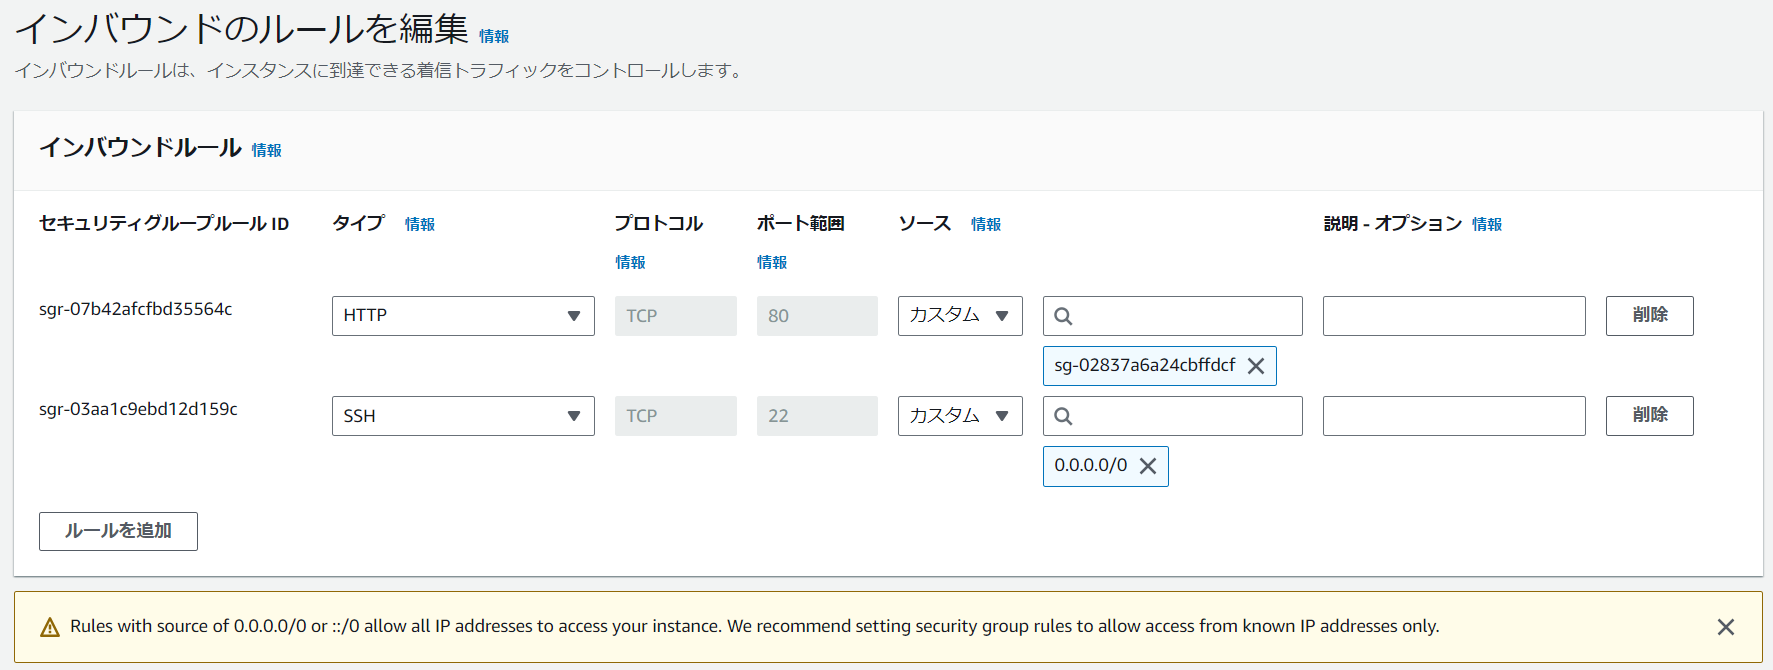 インバウンドのルールを編集 情報
インバウンドルールは、インスタンスに到達できる着信トラフィックをコントロールします。
インバウンドルール 情報
セキュリティグループルール ID タイプ 情報 プロトコル 情報 ポート範囲 情報 ソース 情報 説明 - オプション 情報
sgr-07b42afcfbd35564c HTTP TCP 80 カスタム 削除
sg-02837a6a24cbffdcf
sgr-03aa1c9ebd12d159c SSH TCP 22 カスタム 削除
0.0.0.0/0
ルールを追加
Rules with source of 0.0.0.0/0 or ::/0 allow all IP addresses to access your instance. We recommend setting security group rules to allow access from known IP addresses only.